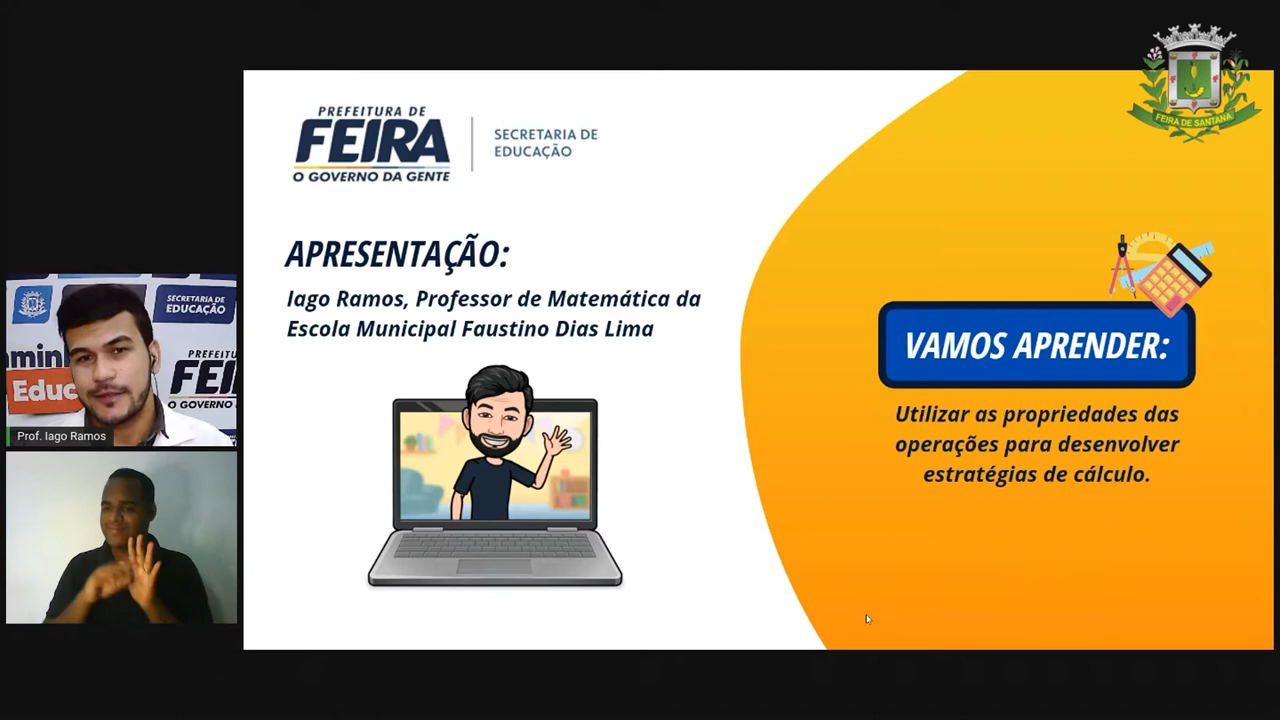 PREFEITURA DE
FEIRA
O GOVERNO DA GENTE
SECRETARIA DE
EDUCAÇÃO
FEIRA DE SANTANA
APRESENTAÇÃO:
Iago Ramos, Professor de Matemática da
Escola Municipal Faustino Dias Lima
VAMOS APRENDER:
Utilizar as propriedades das
operações para desenvolver
estratégias de cálculo.
SECRETARIA DE
EDUCAÇÃO
Educ
FEI
O GOVERNO
Prof. Iago Ramos